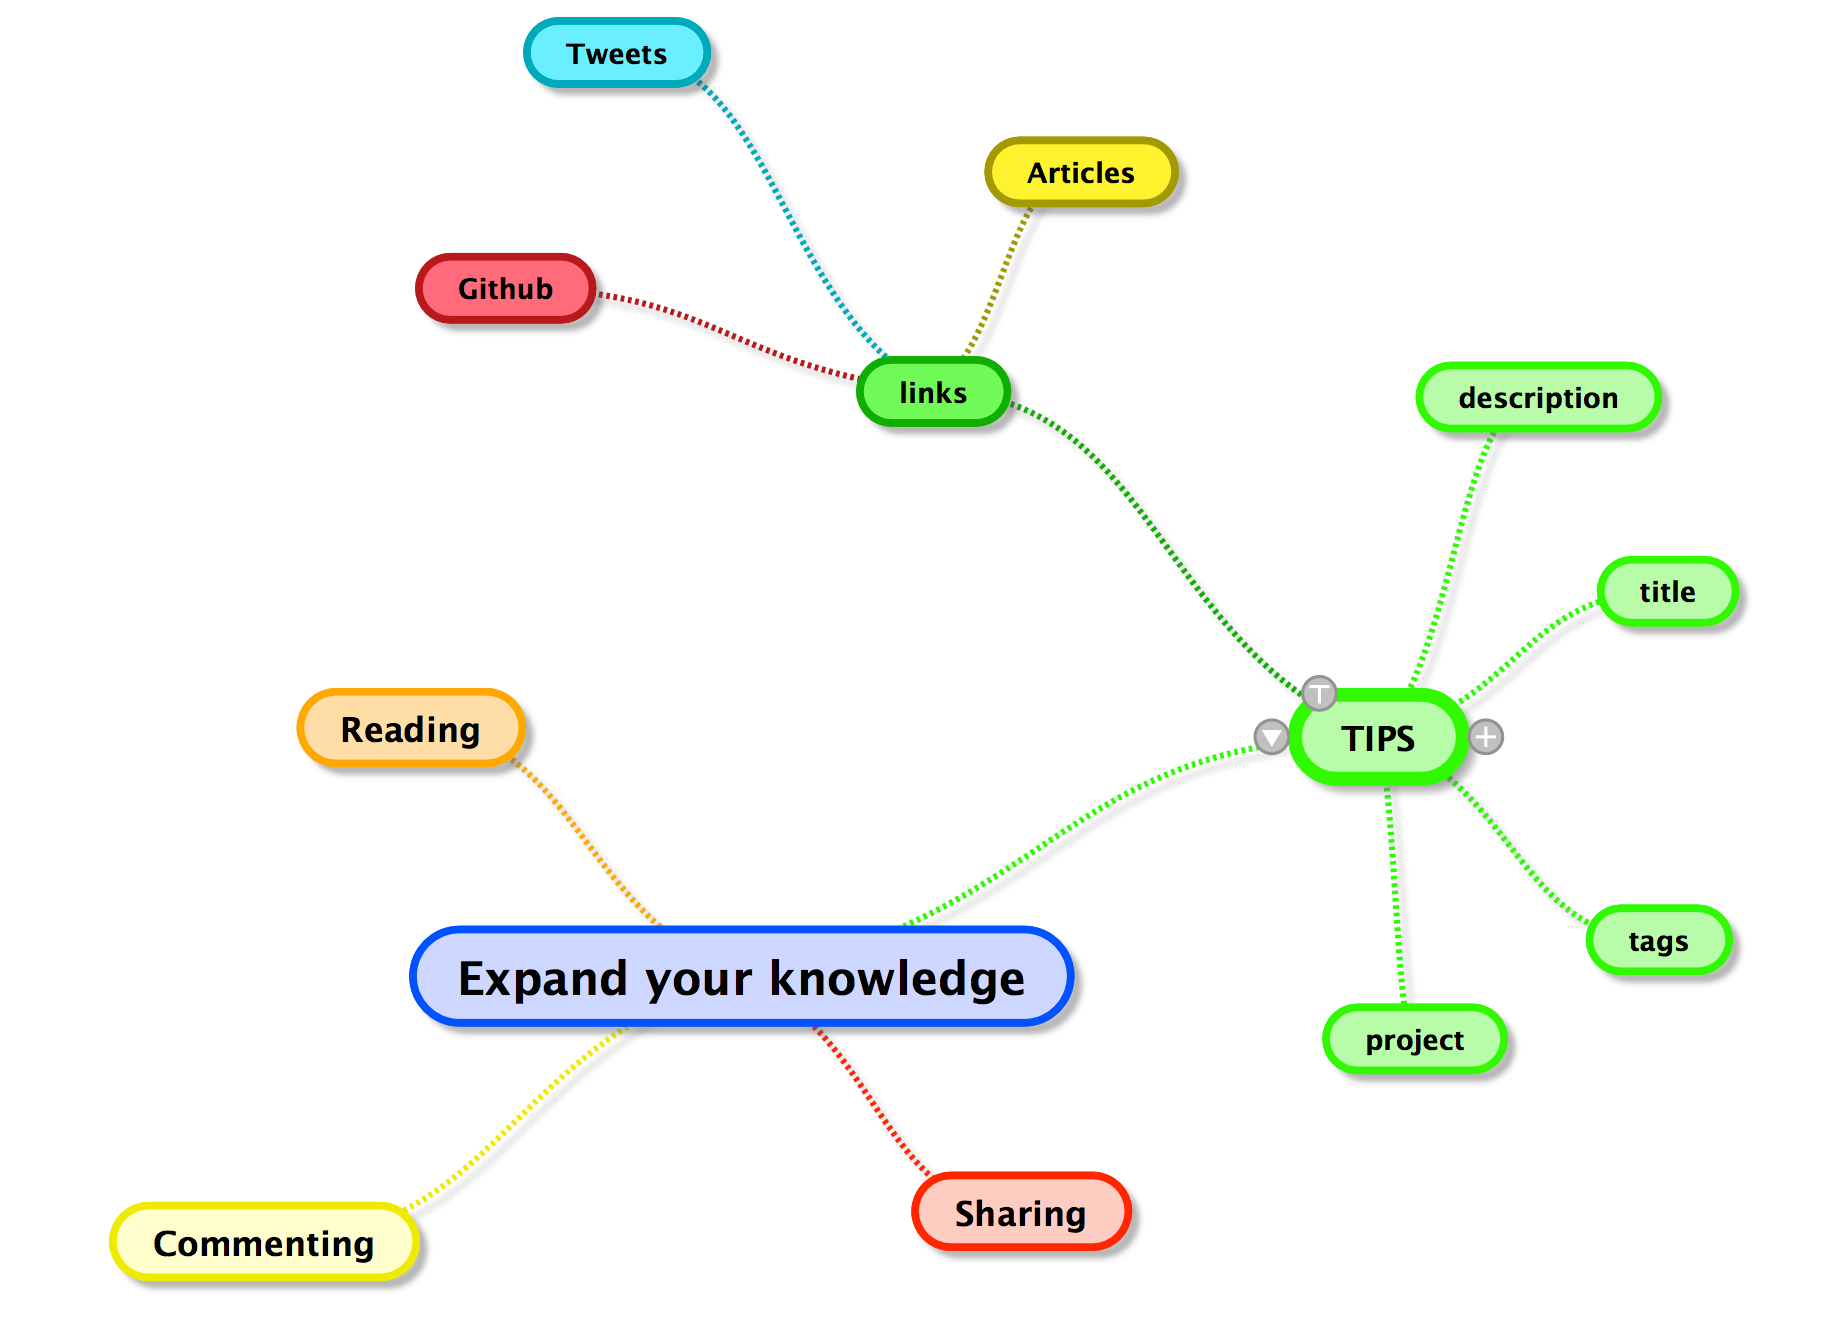 Tweets
Articles
Github
links
description
title
T
TIPS
Reading
tags
Expand your knowledge
project
Sharing
Commenting